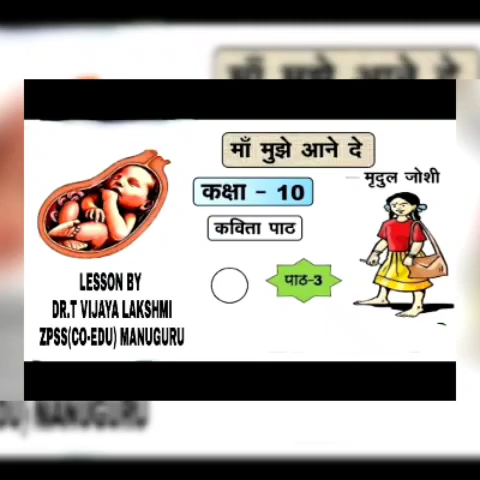 माँ मुझे आने दे
मृदुल जोशी
कक्षा - 10
कविता पाठ
पाठ-3
LESSON BY
DR.T VIJAYA LAKSHMI
ZPSS(CO-EDU) MANUGURU